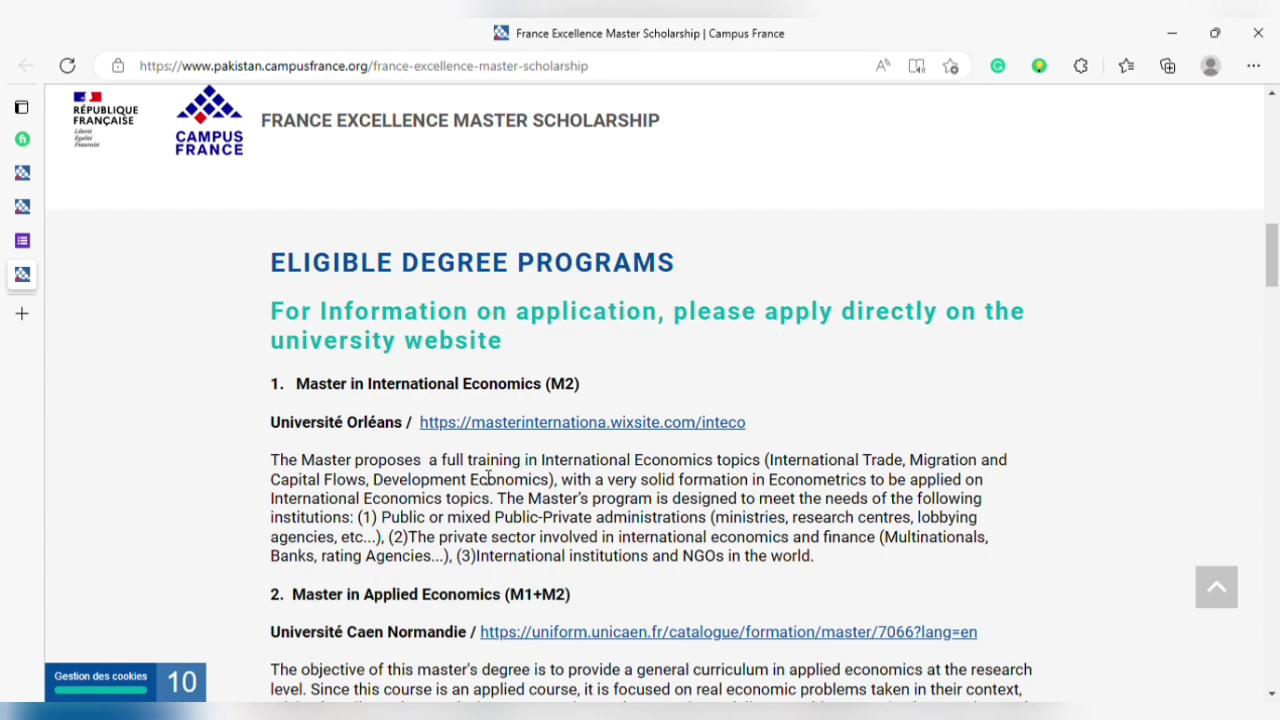 France Excellence Master Scholarship | Campus France
https://www.pakistan.campusfrance.org/france-excellence-master-scholarship
RÉPUBLIQUE
FRANÇAISE
Liberté
Égalité
Fraternité
CAMPUS
FRANCE
FRANCE EXCELLENCE MASTER SCHOLARSHIP
ELIGIBLE DEGREE PROGRAMS
For Information on application, please apply directly on the
university website
1. Master in International Economics (M2)
Université Orléans / https://masterinternationa.wixsite.com/inteco
The Master proposes a full training in International Economics topics (International Trade, Migration and
Capital Flows, Development Economics), with a very solid formation in Econometrics to be applied on
International Economics topics. The Master's program is designed to meet the needs of the following
institutions: (1) Public or mixed Public-Private administrations (ministries, research centres, lobbying
agencies, etc...), (2)The private sector involved in international economics and finance (Multinationals,
Banks, rating Agencies...), (3)International institutions and NGOs in the world.
2. Master in Applied Economics (M1+M2)
Université Caen Normandie / https://uniform.unicaen.fr/catalogue/formation/master/7066?lang=en
The objective of this master's degree is to provide a general curriculum in applied economics at the research
level. Since this course is an applied course, it is focused on real economic problems taken in their context,
Gestion des cookies
10